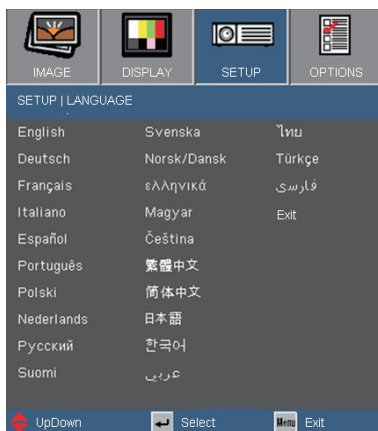 IMAGE DISPLAY SETUP OPTIONS
SETUP | LANGUAGE
English Svenska ไทย
Deutsch Norsk/Dansk Türkçe
Français ελληνικά فارسی
Italiano Magyar Exit
Español Čeština
Português 繁體中文
Polski 简体中文
Nederlands 日本語
Русский 한국어
Suomi عربي
UpDown Select Menu Exit